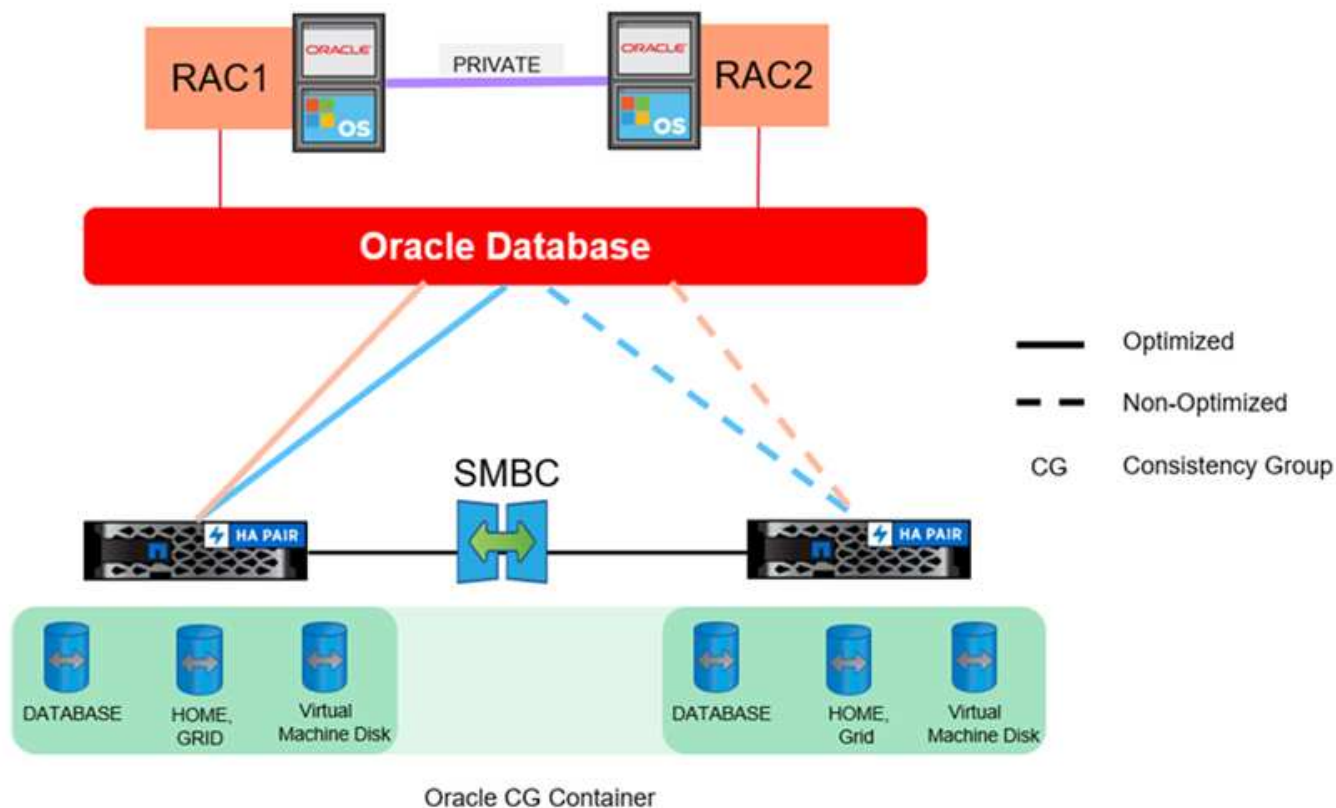 RAC1
ORACLE
OS
PRIVATE
ORACLE
OS
RAC2
Oracle Database
Optimized
Non-Optimized
CG Consistency Group
SMBC
HA PAIR
HA PAIR
DATABASE
HOME,
GRID
Virtual
Machine Disk
DATABASE
HOME,
Grid
Virtual
Machine Disk
Oracle CG Container